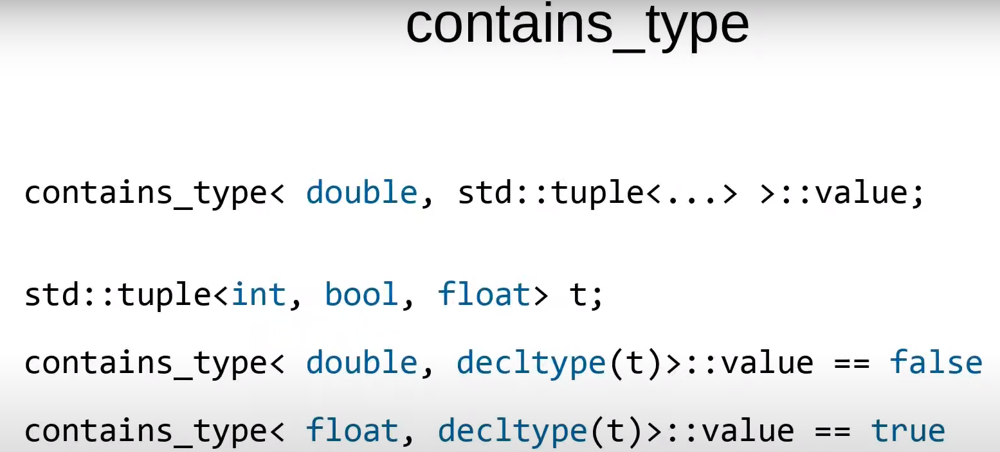 contains_type
contains_type< double, std::tuple<...> >::value;
std::tuple<int, bool, float> t;
contains_type< double, decltype(t)>::value == false
contains_type< float, decltype(t)>::value == true